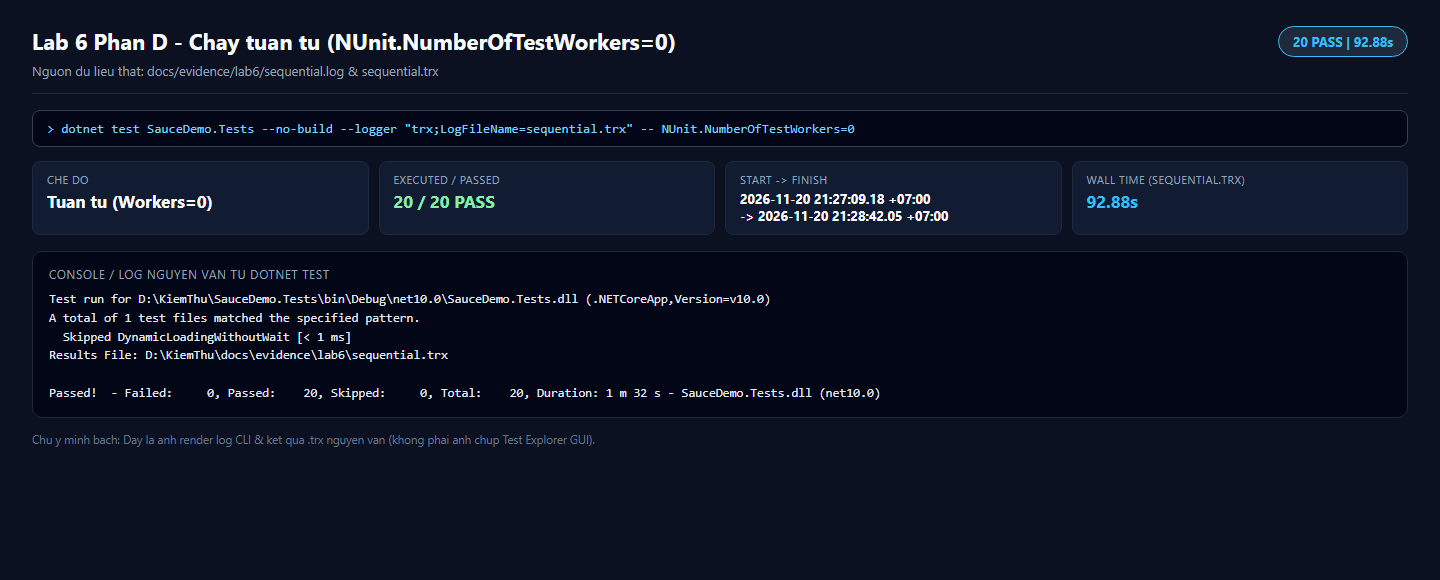 Lab 6 Phan D - Chay tuan tu (NUnit.NumberOfTestWorkers=0)
20 PASS | 92.88s
Nguon du lieu that: docs/evidence/lab6/sequential.log & sequential.trx
> dotnet test SauceDemo.Tests --no-build --logger "trx;LogFileName=sequential.trx" -- NUnit.NumberOfTestWorkers=0
CHE DO
Tuan tu (Workers=0)
EXECUTED / PASSED
20 / 20 PASS
START -> FINISH
2026-11-20 21:27:09.18 +07:00
-> 2026-11-20 21:28:42.05 +07:00
WALL TIME (SEQUENTIAL.TRX)
92.88s
CONSOLE / LOG NGUYEN VAN TU DOTNET TEST
Test run for D:\KiemThu\SauceDemo.Tests\bin\Debug\net10.0\SauceDemo.Tests.dll (.NETCoreApp,Version=v10.0)
A total of 1 test files matched the specified pattern.
  Skipped DynamicLoadingWithoutWait [< 1 ms]
Results File: D:\KiemThu\docs\evidence\lab6\sequential.trx
Passed!  - Failed:     0, Passed:    20, Skipped:     0, Total:    20, Duration: 1 m 32 s - SauceDemo.Tests.dll (net10.0)
Chu y minh bach: Day la anh render log CLI & ket qua .trx nguyen van (khong phai anh chup Test Explorer GUI).